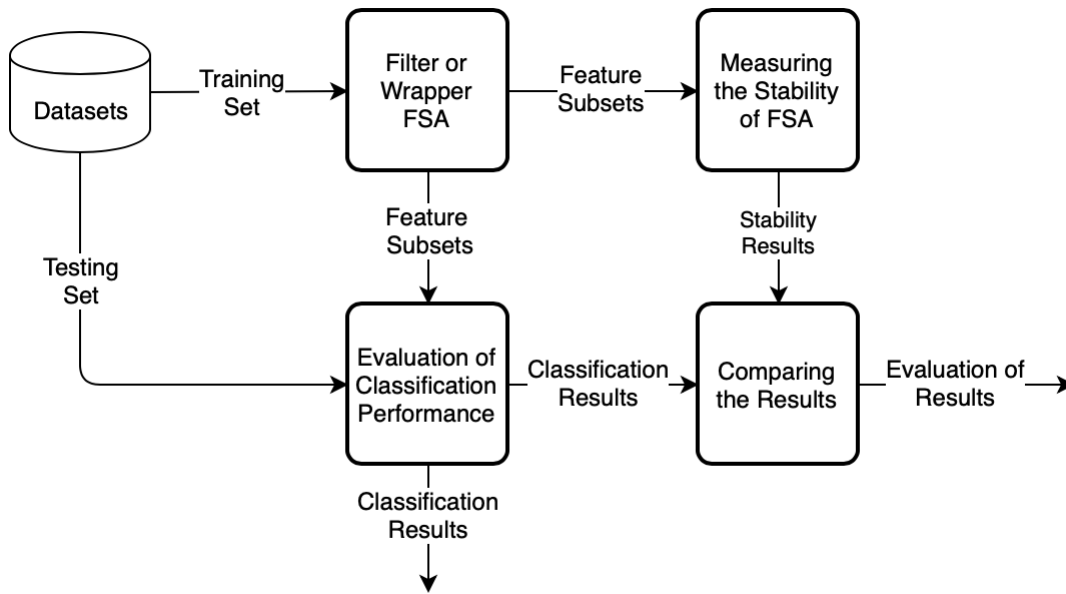 Datasets
Training
Set
Filter or
Wrapper
FSA
Feature
Subsets
Measuring
the Stability
of FSA
Feature
Subsets
Stability
Results
Testing
Set
Evaluation of
Classification
Performance
Classification
Results
Comparing
the Results
Evaluation of
Results
Classification
Results